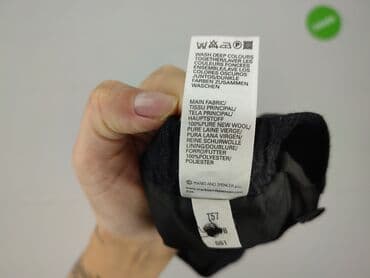 WASH DEEP COLOURS
TOGETHER/LAVER LES
COULEURS FONCEES
ENSEMBLE/LAVE LOS
COLORES OSCUROS
JUNTOS/DUNKLE
FARBEN ZUSAMMEN
WASCHEN
MAIN FABRIC/
TISSU PRINCIPAL/
TELA PRINCIPAL/
HAUPTSTOFF
100%PURE NEW WOOL/
PURE LAINE VIERGE/
PURA LANA VIRGEN/
REINE SCHURWOLLE
LINING/DOUBLURE/
FORRO/FUTTER
100%POLYESTER/
POLIESTER
MARKS AND SPENCER
T57